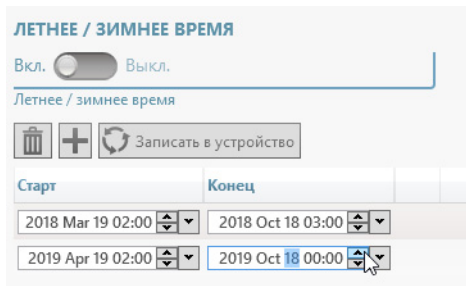 ЛЕТНЕЕ / ЗИМНЕЕ ВРЕМЯ
Вкл. Выкл.
Летнее / зимнее время
Записать в устройство
Старт Конец
2018 Mar 19 02:00 2018 Oct 18 03:00
2019 Apr 19 02:00 2019 Oct 18 00:00